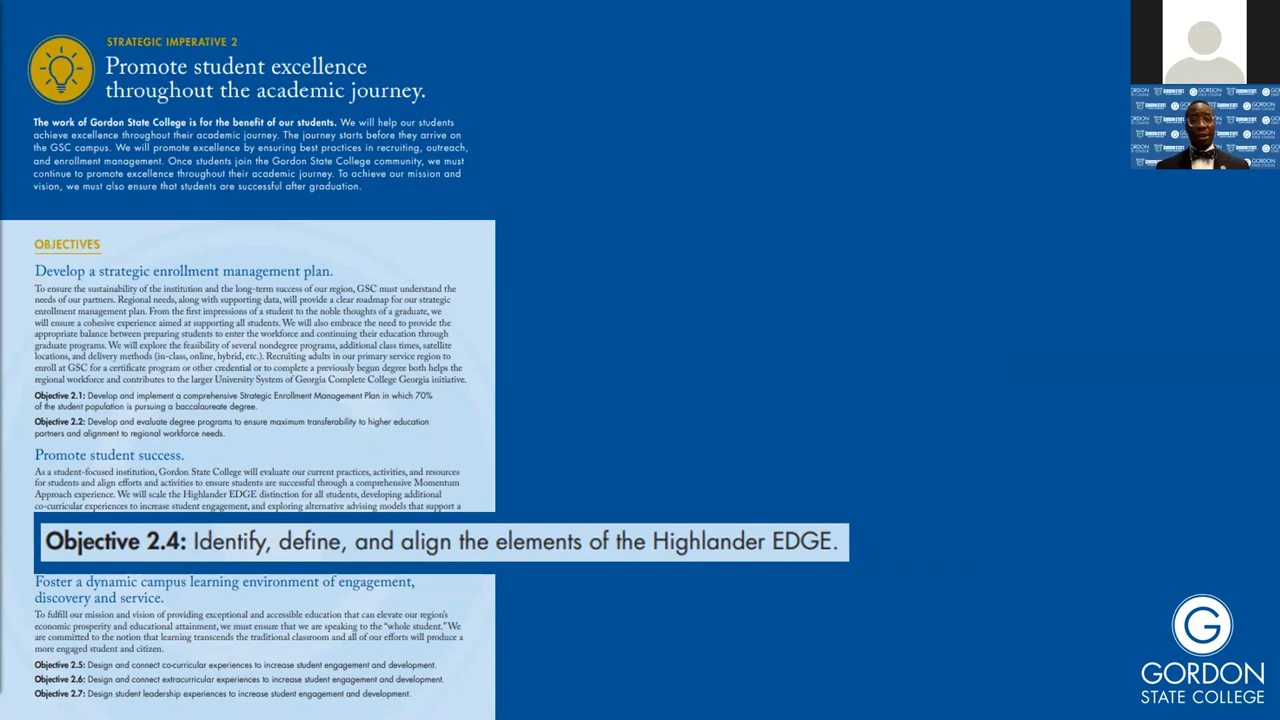 STRATEGIC IMPERATIVE 2
Promote student excellence
throughout the academic journey.
The work of Gordon State College is for the benefit of our students. We will help our students
achieve excellence throughout their academic journey. The journey starts before they arrive on
the GSC campus. We will promote excellence by ensuring best practices in recruiting, outreach,
and enrollment management. Once students join the Gordon State College community, we must
continue to promote excellence throughout their academic journey. To achieve our mission and
vision, we must also ensure that students are successful after graduation.
OBJECTIVES
Develop a strategic enrollment management plan.
To ensure the sustainability of the institution and the long-term success of our region, GSC must understand the
needs of our partners. Regional needs, along with supporting data, will provide a clear roadmap for our strategic
enrollment management plan. From the first impressions of a student to the noble thoughts of a graduate, we
will ensure a cohesive experience aimed at supporting all students. We will also embrace the need to provide the
appropriate balance between preparing students to enter the workforce and continuing their education through
graduate programs. We will explore the feasibility of several nondegree programs, additional class times, satellite
locations, and delivery methods (in-class, online, hybrid, etc.). Recruiting adults in our primary service region to
enroll at GSC for a certificate program or other credential or to complete a previously begun degree both helps the
regional workforce and contributes to the larger University System of Georgia Complete College Georgia initiative.
Objective 2.1: Develop and implement a comprehensive Strategic Enrollment Management Plan in which 70%
of the student population is pursuing a baccalaureate degree.
Objective 2.2: Develop and evaluate degree programs to ensure maximum transferability to higher education
partners and alignment to regional workforce needs.
Promote student success.
As a student-focused institution, Gordon State College will evaluate our current practices, activities, and resources
for students and align efforts and activities to ensure students are successful through a comprehensive Momentum
Approach experience. We will scale the Highlander EDGE distinction for all students, developing additional
co-curricular experiences to increase student engagement, and exploring alternative advising models that support a
Objective 2.4: Identify, define, and align the elements of the Highlander EDGE.
Foster a dynamic campus learning environment of engagement,
discovery and service.
To fulfill our mission and vision of providing exceptional and accessible education that can elevate our region's
economic prosperity and educational attainment, we must ensure that we are speaking to the "whole student." We
are committed to the notion that learning transcends the traditional classroom and all of our efforts will produce a
more engaged student and citizen.
Objective 2.5: Design and connect co-curricular experiences to increase student engagement and development.
Objective 2.6: Design and connect extracurricular experiences to increase student engagement and development.
Objective 2.7: Design student leadership experiences to increase student engagement and development.
G
GORDON
STATE COLLEGE